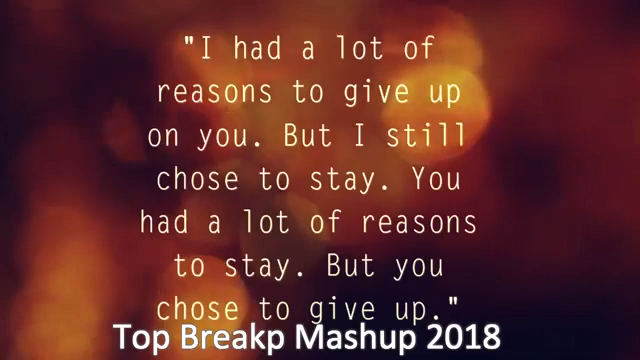 "I had a lot of
reasons to give up
on you. But I still
chose to stay. You
had a lot of reasons
to stay. But you
chose to give up."
Top Breakp Mashup 2018